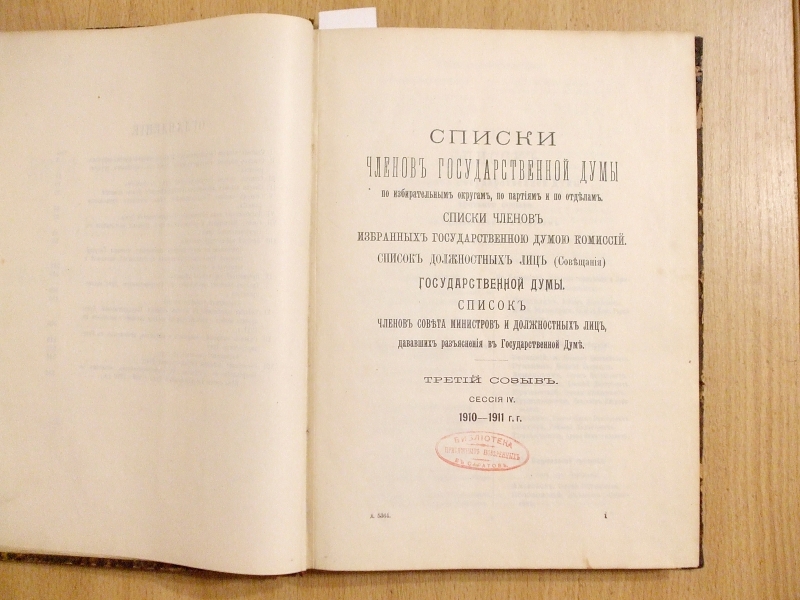 СПИСКИ
ЧЛЕНОВЪ ГОСУДАРСТВЕННОЙ ДУМЫ
по избирательнымъ округамъ, по партіямъ и по отдѣламъ.
СПИСКИ ЧЛЕНОВЪ
ИЗБРАННЫХЪ ГОСУДАРСТВЕННОЮ ДУМОЮ КОМИССІЙ.
СПИСОКЪ ДОЛЖНОСТНЫХЪ ЛИЦЪ (Совѣщанія)
ГОСУДАРСТВЕННОЙ ДУМЫ.
СПИСОКЪ
ЧЛЕНОВЪ СОВѢТА МИНИСТРОВЪ И ДОЛЖНОСТНЫХЪ ЛИЦЪ,
дававшихъ разъясненія въ Государственной Думѣ.
ТРЕТІЙ СОЗЫВЪ.
СЕССІЯ IV.
1910—1911 г.г.
БИБЛІОТЕКА
1